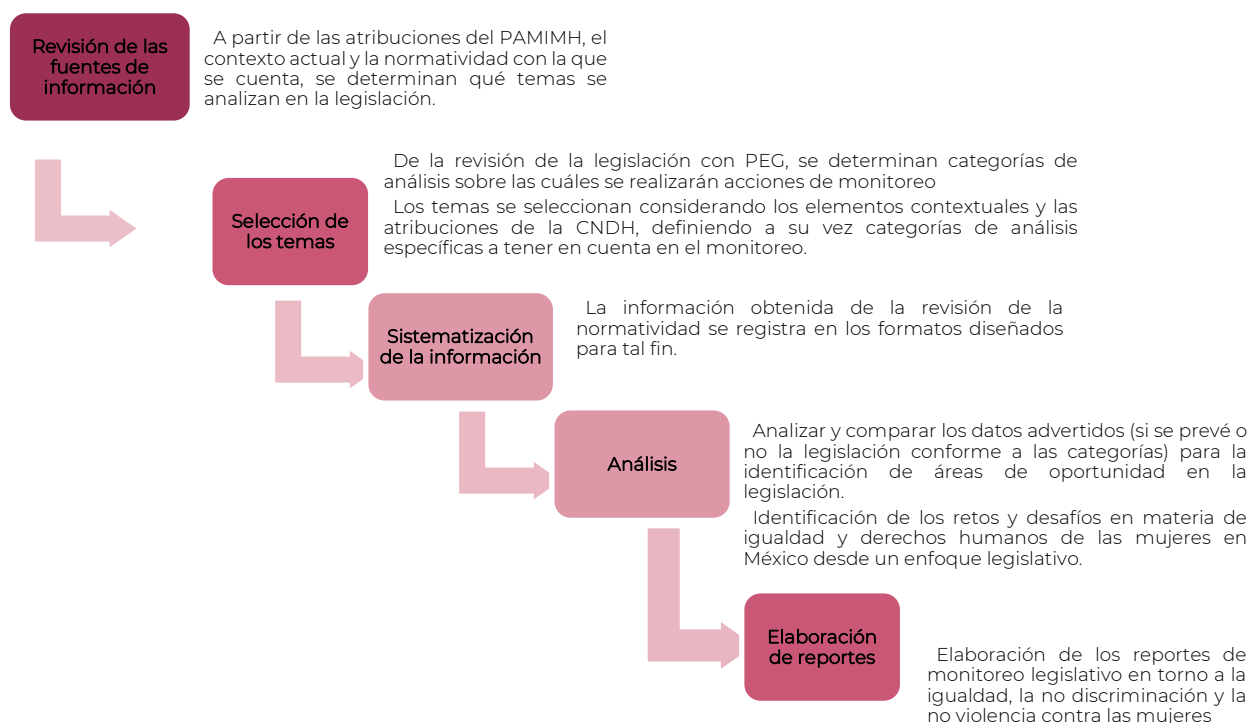 Revisión de las
fuentes de
información
A partir de las atribuciones del PAMIMH, el
contexto actual y la normatividad con la que
se cuenta, se determinan qué temas se
analizan en la legislación.
Selección de
los temas
De la revisión de la legislación con PEG, se determinan categorías de
análisis sobre las cuáles se realizarán acciones de monitoreo
Los temas se seleccionan considerando los elementos contextuales y las
atribuciones de la CNDH, definiendo a su vez categorías de análisis
específicas a tener en cuenta en el monitoreo.
Sistematización
de la información
La información obtenida de la revisión de la
normatividad se registra en los formatos diseñados
para tal fin.
Análisis
Analizar y comparar los datos advertidos (si se prevé o
no la legislación conforme a las categorías) para la
identificación de áreas de oportunidad en la
legislación.
Identificación de los retos y desafíos en materia de
igualdad y derechos humanos de las mujeres en
México desde un enfoque legislativo.
Elaboración
de reportes
Elaboración de los reportes de
monitoreo legislativo en torno a la
igualdad, la no discriminación y la
no violencia contra las mujeres